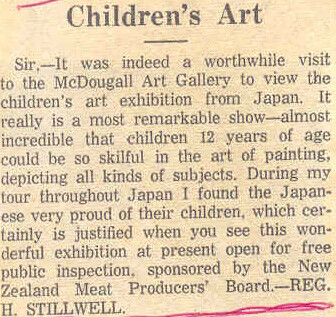 Children's Art
Sir,—It was indeed a worthwhile visit
to the McDougall Art Gallery to view the
children's art exhibition from Japan. It
really is a most remarkable show—almost
incredible that children 12 years of age
could be so skilful in the art of painting,
depicting all kinds of subjects. During my
tour throughout Japan I found the Japan-
ese very proud of their children, which cer-
tainly is justified when you see this won-
derful exhibition at present open for free
public inspection, sponsored by the New
Zealand Meat Producers' Board.—REG.
H. STILLWELL.